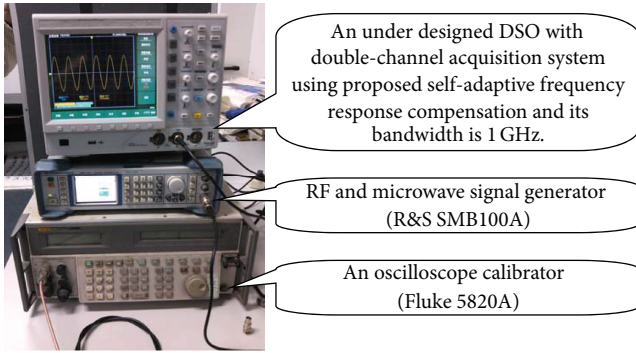 An under designed DSO with
double-channel acquisition system
using proposed self-adaptive frequency
response compensation and its
bandwidth is 1 GHz.
RF and microwave signal generator
(R&S SMB100A)
An oscilloscope calibrator
(Fluke 5820A)